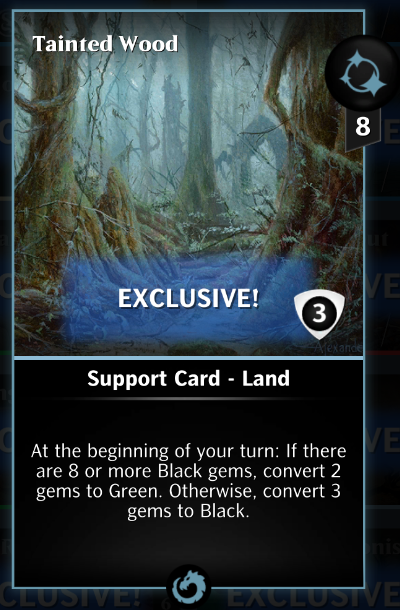 Tainted Wood
8
EXCLUSIVE!
3
Support Card - Land
At the beginning of your turn: If there
are 8 or more Black gems, convert 2
gems to Green. Otherwise, convert 3
gems to Black.